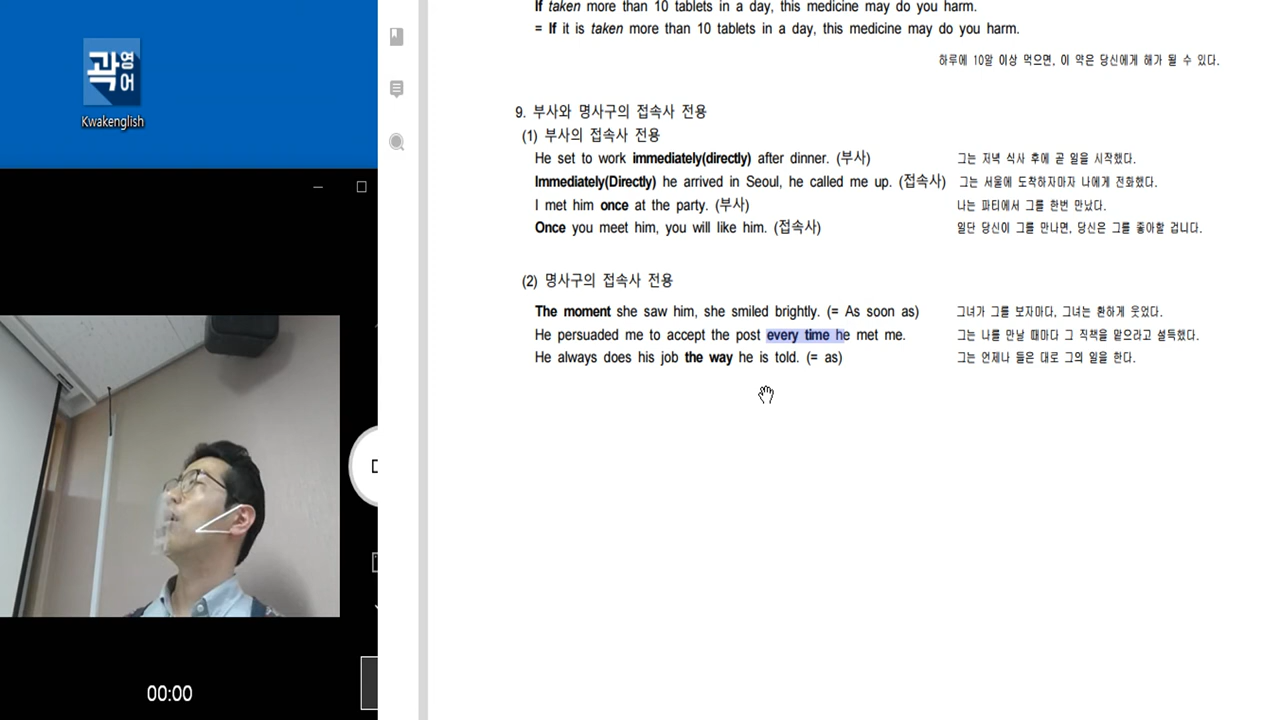 If taken more than 10 tablets in a day, this medicine may do you harm.
= If it is taken more than 10 tablets in a day, this medicine may do you harm.
하루에 10알 이상 먹으면, 이 약은 당신에게 해가 될 수 있다.
9. 부사와 명사구의 접속사 전용
(1) 부사의 접속사 전용
He set to work immediately(directly) after dinner. (부사) 그는 저녁 식사 후에 곧 일을 시작했다.
Immediately(Directly) he arrived in Seoul, he called me up. (접속사) 그는 서울에 도착하자마자 나에게 전화했다.
I met him once at the party. (부사) 나는 파티에서 그를 한번 만났다.
Once you meet him, you will like him. (접속사) 일단 당신이 그를 만나면, 당신은 그를 좋아할 겁니다.
(2) 명사구의 접속사 전용
The moment she saw him, she smiled brightly. (= As soon as) 그녀가 그를 보자마다, 그녀는 환하게 웃었다.
He persuaded me to accept the post every time he met me. 그는 나를 만날 때마다 그 직책을 맡으라고 설득했다.
He always does his job the way he is told. (= as) 그는 언제나 들은 대로 그의 일을 한다.
곽영어
Kwakenglish
00:00